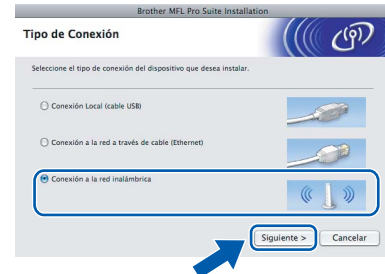 Brother MFL Pro Suite Installation
Tipo de Conexión
Seleccione el tipo de conexión del dispositivo que desea instalar.
Conexión Local (cable USB)
Conexión a la red a través de cable (Ethernet)
Conexión a la red inalámbrica
Siguiente >
Cancelar